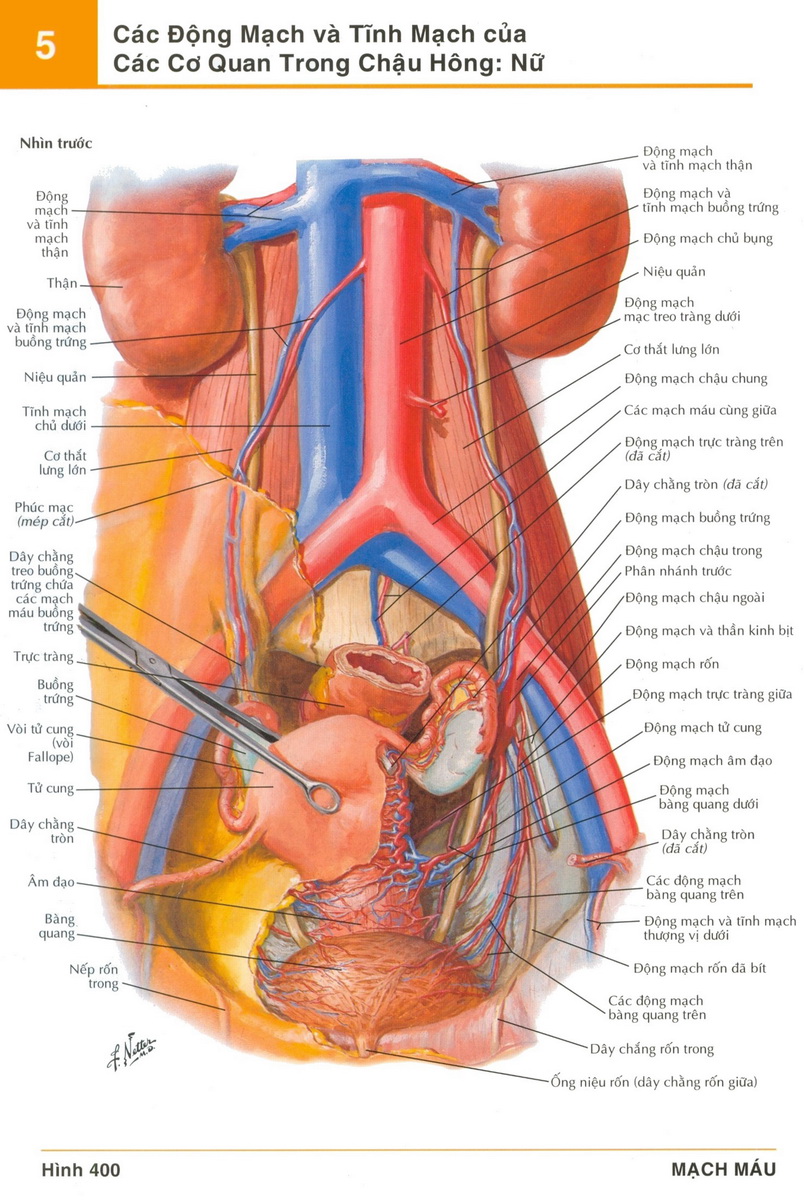 5
Các Động Mạch và Tĩnh Mạch của
Các Cơ Quan Trong Chậu Hông: Nữ
Nhìn trước
Động
mạch
và tĩnh
mạch
thận
Thận
Động mạch
và tĩnh mạch
buồng trứng
Niệu quản
Tĩnh mạch
chủ dưới
Cơ thắt
lưng lớn
Phúc mạc
(mép cắt)
Dây chằng
treo buồng
trứng chứa
các mạch
máu buồng
trứng
Trực tràng
Buồng
trứng
Vòi tử cung
(vòi
Fallope)
Tử cung
Dây chằng
tròn
Âm đạo
Bàng
quang
Nếp rốn
trong
Động mạch
và tĩnh mạch thận
Động mạch và
tĩnh mạch buồng trứng
Động mạch chủ bụng
Niệu quản
Động mạch
mạc treo tràng dưới
Cơ thắt lưng lớn
Động mạch chậu chung
Các mạch máu cùng giữa
Động mạch trực tràng trên
(đã cắt)
Dây chằng tròn (đã cắt)
Động mạch buồng trứng
Động mạch chậu trong
Phân nhánh trước
Động mạch chậu ngoài
Động mạch và thần kinh bịt
Động mạch rốn
Động mạch trực tràng giữa
Động mạch tử cung
Động mạch âm đạo
Động mạch
bàng quang dưới
Dây chằng tròn
(đã cắt)
Các động mạch
bàng quang trên
Động mạch và tĩnh mạch
thượng vị dưới
Động mạch rốn đã bít
Các động mạch
bàng quang trên
Dây chắng rốn trong
Ống niệu rốn (dây chằng rốn giữa)
F. Netter
M.D.
Hình 400
MẠCH MÁU